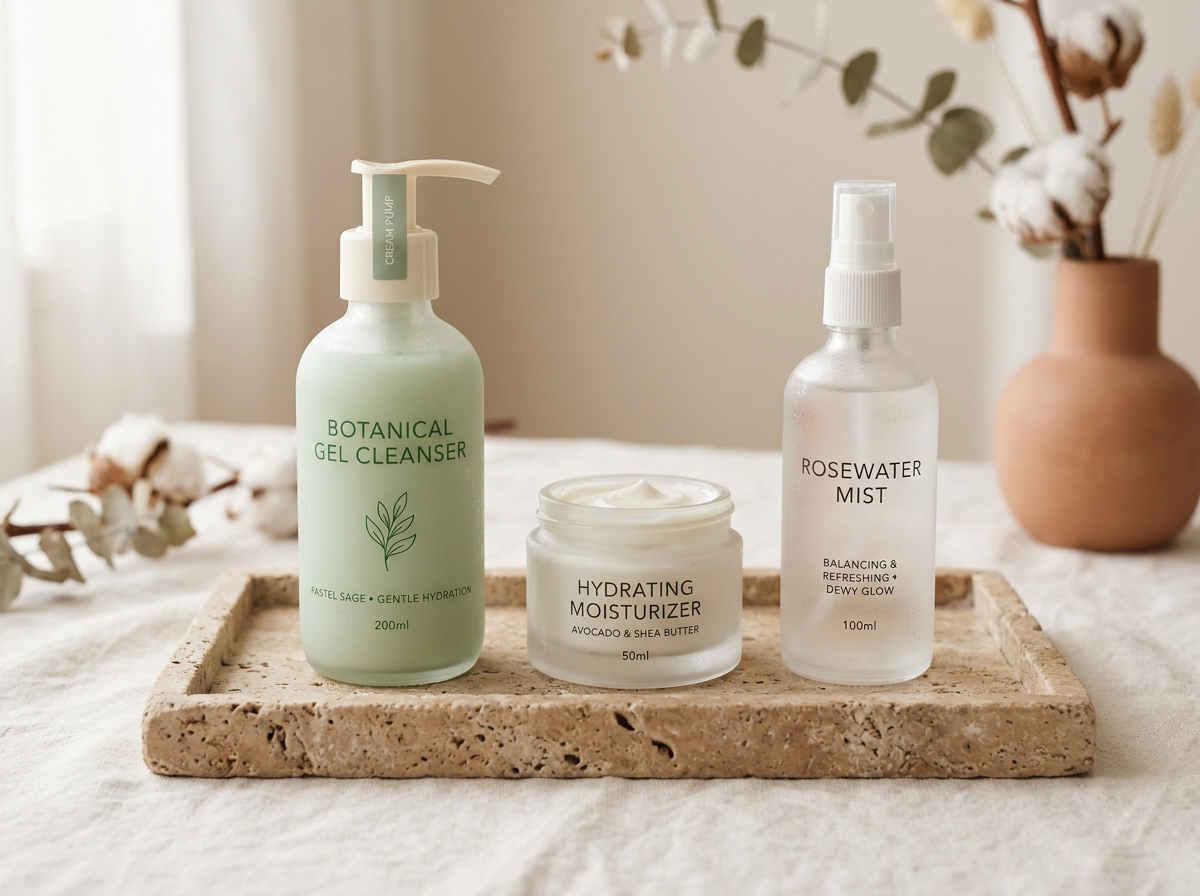 CREAM PUMP
BOTANICAL
GEL CLEANSER
PASTEL SAGE • GENTLE HYDRATION
200ml
HYDRATING
MOISTURIZER
AVOCADO & SHEA BUTTER
50ml
ROSEWATER
MIST
BALANCING &
REFRESHING •
DEWY GLOW
100ml